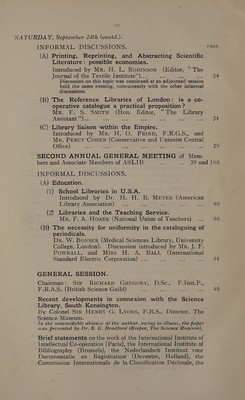 SATURDAY, September 24th (contd.).
INFORMAL DISCUSSIONS. PAGE
(A) Printing, Reprinting, and Abstracting Scientific
Literature: possible economies.
Introduced by Mr. H. L. ROBINSON (Editor, "The
Journal of the Textile Institute")... ... ... ... 24
Discussion on this topic was continued at an adjourned session
held the same evening, concurrently with the other informal
discussions.
(B) The Reference Libraries of London: is a co-
operative catalogue a practical proposition?
Mr. F. S. SMITH (Hon. Editor, "The Library
Assistant")... ... ... ... ... ... ... 24
(C) Library liaison within the Empire.
Introduced by Mr. H. O. PRINS, F.R.G.S., and
Mr. PERCY COHEN (Conservative and Unionist Central
Office) ... ... ... ... ... ... ... 29
SECOND ANNUAL GENERAL MEETING of Mem-
bers and Associate Members of ASLIB ... ... 39 and 166
INFORMAL DISCUSSIONS.
(A) Education.
(1) School Libraries in U.S.A.
Introduced by Dr. H. H. B. MEYER (American
Library Association) ... ... ... ... ... 40
(2) Libraries and the Teaching Service.
Mr. F. A. HOARE (National Union of Teachers) ... 40
(B) The necessity for uniformity in the cataloguing of
periodicals.
Dr. W. BONSER (Medical Sciences Library, University
College, London). Discussion introduced by Mr. J. F.
POWNALL, and Miss H. A. BALL (International
Standard Electric Corporation) ... ... ... ... 44
GENERAL SESSION.
Chairman: SIR RICHARD GREGORY, D.Sc., F.Inst.P.,
F.R.A.S. (British Science Guild) ... ... ... ... 49
Recent developments in connexion with the Science
Library, South Kensington.
By Colonel SIR HENRY G. LYONS, F.R.S., Director, The
Science Museum.
In the unavoidable absence of the author, owing to illness, the paper
was presented by Dr. S. C. Bradford (Keeper, The Science Museum).
Brief statements on the work of the International Institute of
Intellectual Co-operation (Paris), the International Institute of
Bibliography (Brussels), the Nederlandsch Instituut voor
Documentatie en Registratuur (Deventer, Holland), the
Commission Internationale de la Classification Décimale, the